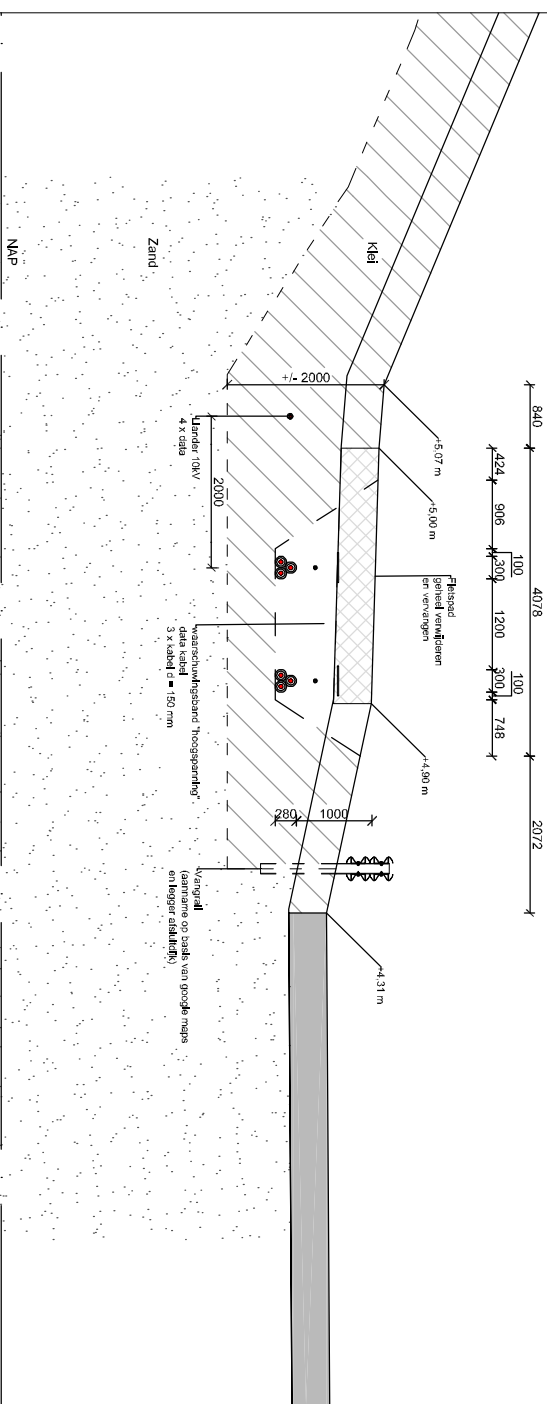 840
4078
2072
424
906
100
300
1200
100
300
748
+5,07 m
+5,00 m
+4,90 m
+4,31 m
Fietspad
geheel verwijderen
en vervangen
Klei
+/- 2000
2000
280
1000
Liander 10kV
4 x data
waarschuwingsband "hoogspanning"
data kabel
3 x kabel d = 150 mm
Vangrail
(aanname op basis van google maps
en legger afsluitdijk)
Zand
NAP